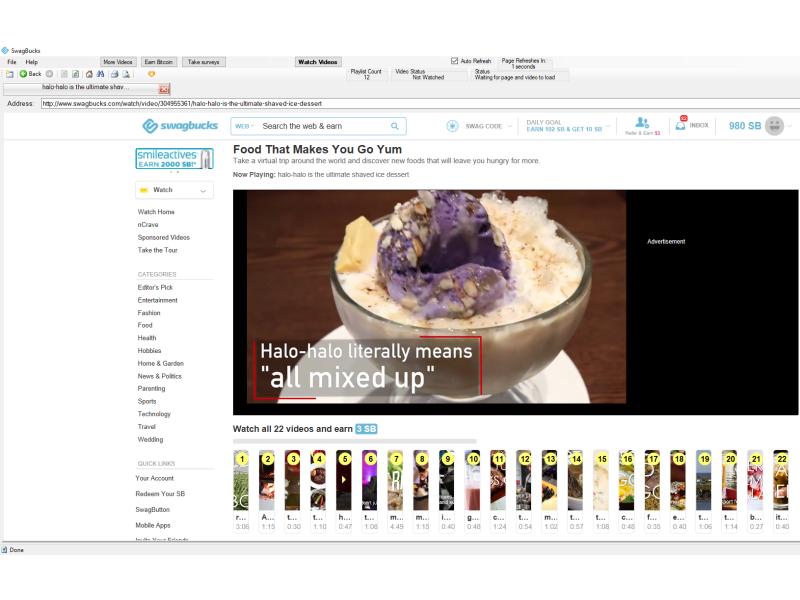 SwagBucks
File Help More Videos Earn Bitcoin Take surveys Watch Videos Auto Refresh Page Refreshes In:
1 seconds
Back
Playlist Count
12
Video Status
Not Watched
Status
Waiting for page and video to load
halo-halo is the ultimate shav...
Address: http://www.swagbucks.com/watch/video/304955361/halo-halo-is-the-ultimate-shaved-ice-dessert
swagbucks
WEB Search the web & earn
SWAG CODE
DAILY GOAL
EARN 102 SB & GET 10 SB
Refer & Earn $3
INBOX
980 SB
smileactives
EARN 2000 SB!*
Watch
Watch Home
nCrave
Sponsored Videos
Take the Tour
CATEGORIES
Editor's Pick
Entertainment
Fashion
Food
Health
Hobbies
Home & Garden
News & Politics
Parenting
Sports
Technology
Travel
Wedding
QUICK LINKS
Your Account
Redeem Your SB
SwagButton
Mobile Apps
Invite Your Friends
Food That Makes You Go Yum
Take a virtual trip around the world and discover new foods that will leave you hungry for more.
Now Playing: halo-halo is the ultimate shaved ice dessert
Halo-halo literally means
"all mixed up"
Advertisement
Watch all 22 videos and earn 3 SB
1 2 3 4 5 6 7 8 9 10 11 12 13 14 15 16 17 18 19 20 21 22
r... A... t... t... h... t... m... m... i... g... c... t... m... t... t... c... f... e... t... t... b... it...
3:06 1:15 0:30 1:10 0:47 1:08 4:49 1:15 0:40 0:48 1:24 0:54 1:02 0:57 1:08 0:48 0:35 0:40 1:06 1:14 0:27 0:40
Done